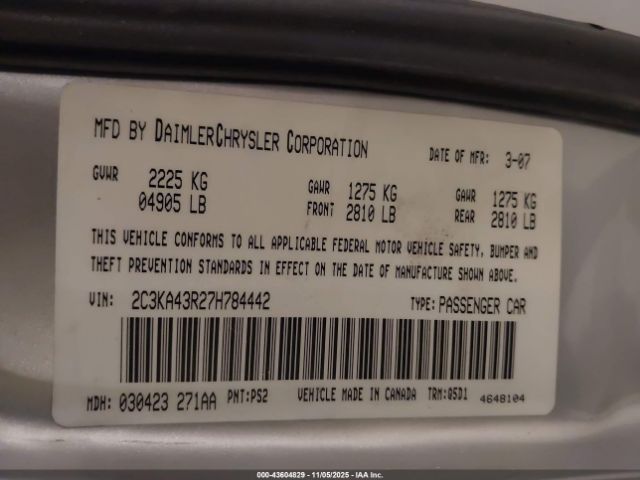 MFD BY DAIMLERCHRYSLER CORPORATION DATE OF MFR: 3-07
GVWR 2225 KG GAWR 1275 KG GAWR 1275 KG
04905 LB FRONT 2810 LB REAR 2810 LB
THIS VEHICLE CONFORMS TO ALL APPLICABLE FEDERAL MOTOR VEHICLE SAFETY, BUMPER AND
THEFT PREVENTION STANDARDS IN EFFECT ON THE DATE OF MANUFACTURE SHOWN ABOVE.
VIN: 2C3KA43R27H784442 TYPE: PASSENGER CAR
MDH: 030423 271AA PNT: PS2 VEHICLE MADE IN CANADA TRM: Q5D1 4648104
000-43604829 - 11/05/2025 - IAA Inc.